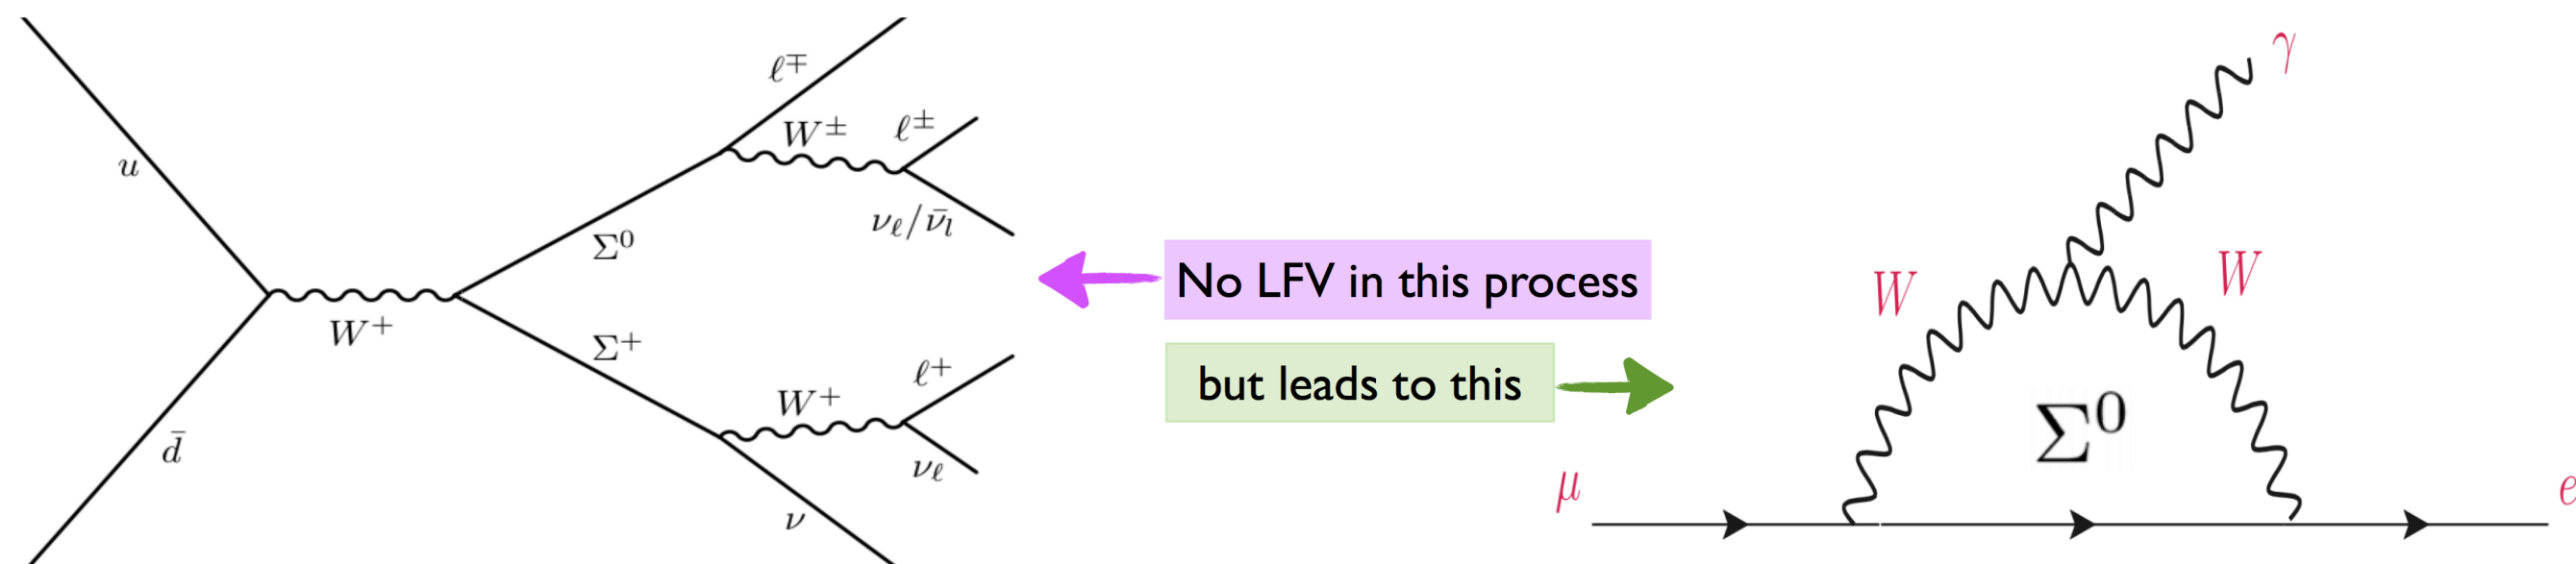 u
d̄
W⁺
Σ⁰
Σ⁺
ℓ∓
W±
ℓ±
νℓ/ν̄l
W⁺
ℓ⁺
νℓ
ν
No LFV in this process
but leads to this
γ
W
W
Σ⁰
μ
e